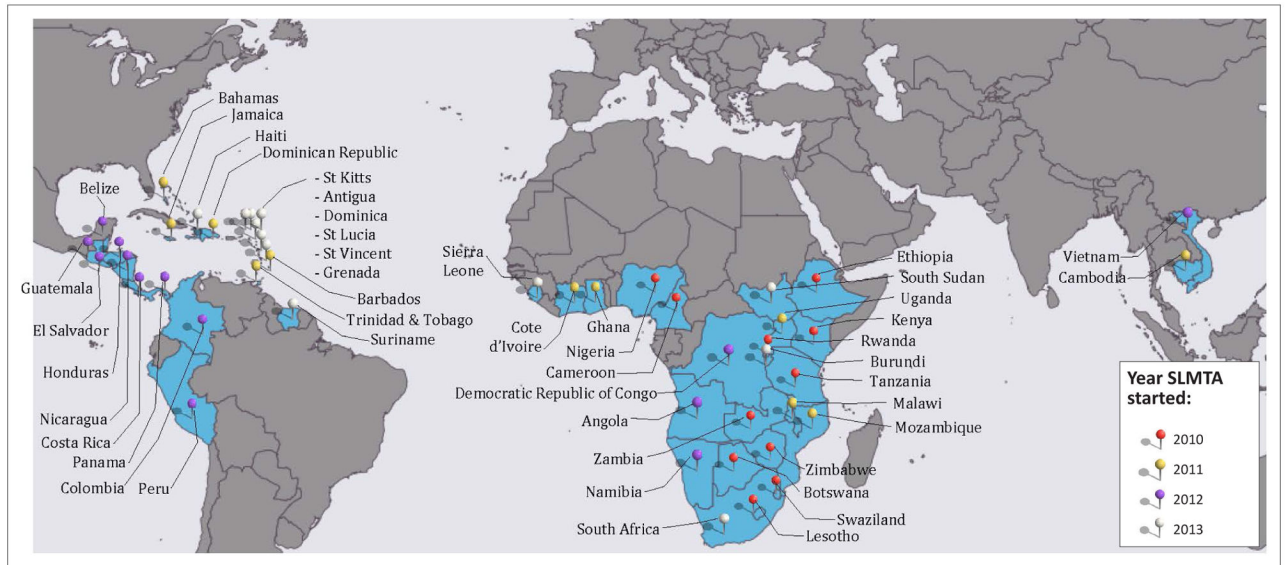 Bahamas
Jamaica
Haiti
Dominican Republic
- St Kitts
- Antigua
- Dominica
- St Lucia
- St Vincent
- Grenada
Belize
Guatemala
El Salvador
Honduras
Nicaragua
Costa Rica
Panama
Colombia
Peru
Barbados
Trinidad & Tobago
Suriname
Sierra
Leone
Cote
d’Ivoire
Ghana
Nigeria
Cameroon
Democratic Republic of Congo
Angola
Zambia
Namibia
South Africa
Ethiopia
South Sudan
Uganda
Kenya
Rwanda
Burundi
Tanzania
Malawi
Mozambique
Zimbabwe
Botswana
Swaziland
Lesotho
Vietnam
Cambodia
Year SLMTA
started:
2010
2011
2012
2013